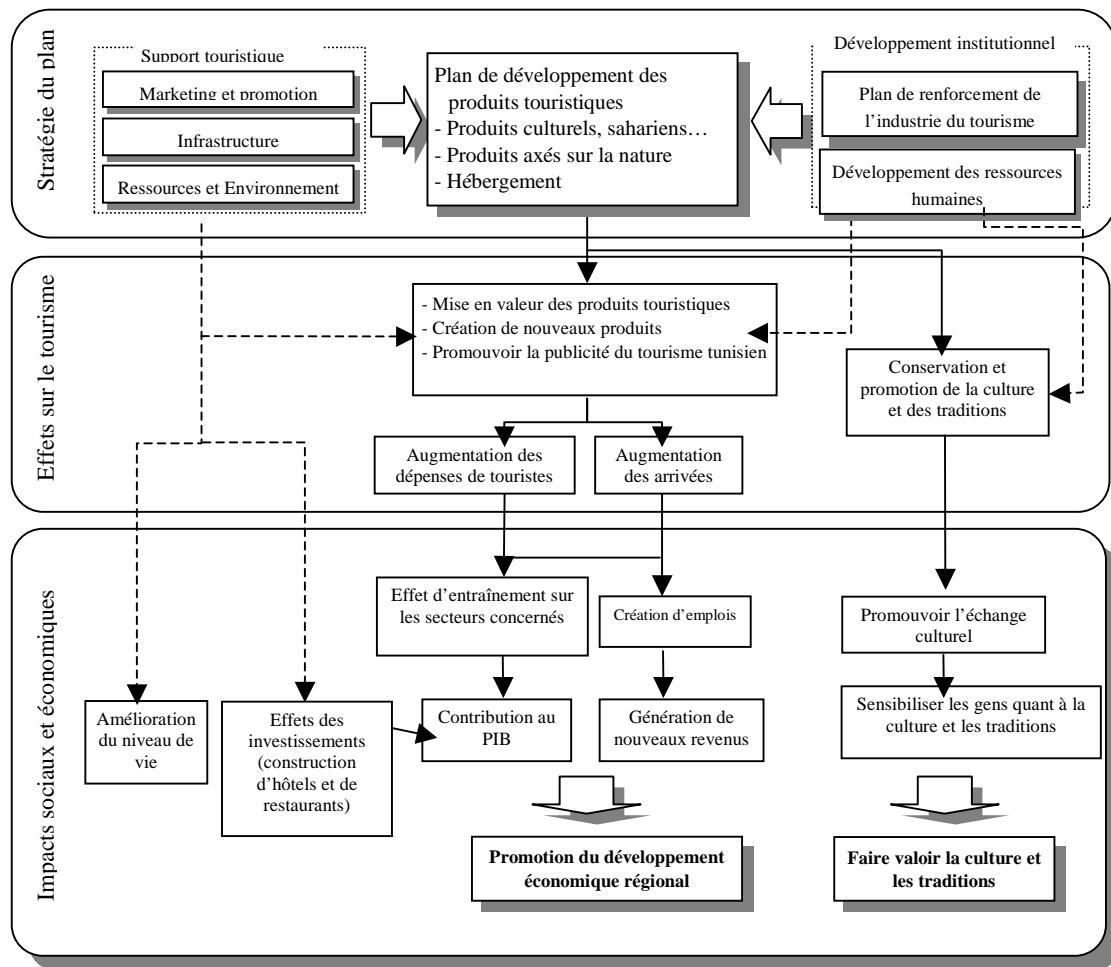 Stratégie du plan
Support touristique
Marketing et promotion
Infrastructure
Ressources et Environnement
Plan de développement des
produits touristiques
- Produits culturels, sahariens…
- Produits axés sur la nature
- Hébergement
Développement institutionnel
Plan de renforcement de
l’industrie du tourisme
Développement des ressources
humaines
Effets sur le tourisme
- Mise en valeur des produits touristiques
- Création de nouveaux produits
- Promouvoir la publicité du tourisme tunisien
Conservation et
promotion de la culture
et des traditions
Augmentation des
dépenses de touristes
Augmentation
des arrivées
Impacts sociaux et économiques
Effet d’entraînement sur
les secteurs concernés
Création d’emplois
Promouvoir l’échange
culturel
Amélioration
du niveau de
vie
Effets des
investissements
(construction
d’hôtels et de
restaurants)
Contribution au
PIB
Génération de
nouveaux revenus
Sensibiliser les gens quant à la
culture et les traditions
Promotion du développement
économique régional
Faire valoir la culture et
les traditions